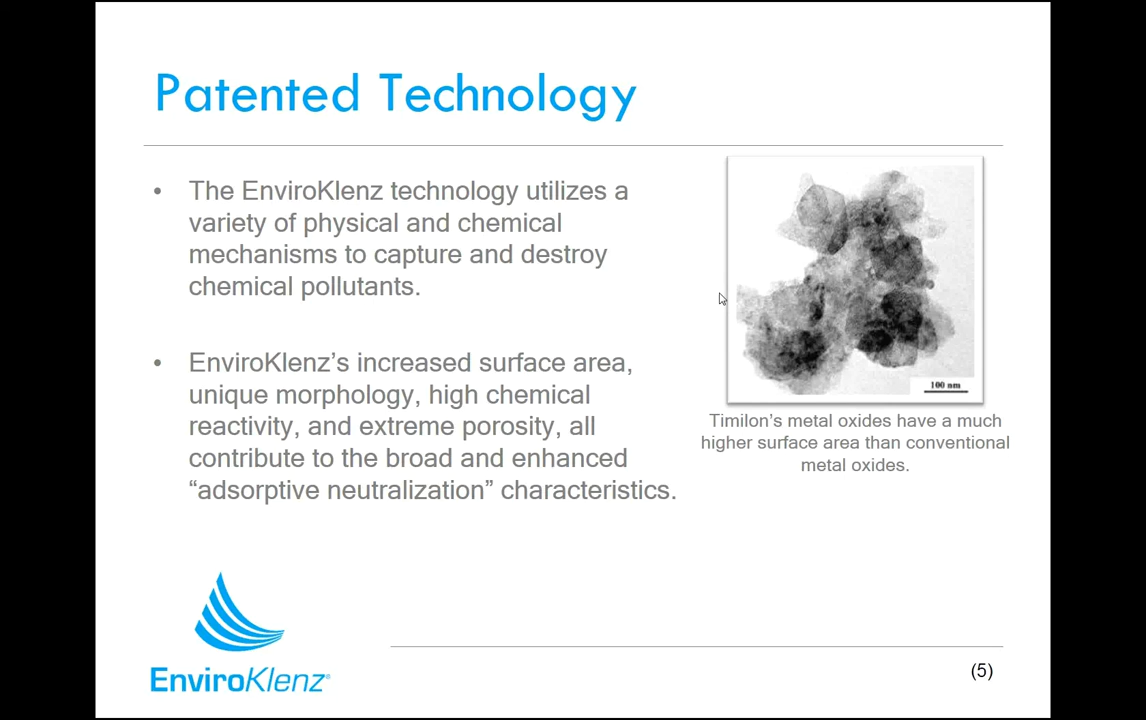 Patented Technology
• The EnviroKlenz technology utilizes a
variety of physical and chemical
mechanisms to capture and destroy
chemical pollutants.
• EnviroKlenz’s increased surface area,
unique morphology, high chemical
reactivity, and extreme porosity, all
contribute to the broad and enhanced
“adsorptive neutralization” characteristics.
100 nm
Timilon’s metal oxides have a much
higher surface area than conventional
metal oxides.
EnviroKlenz®
(5)